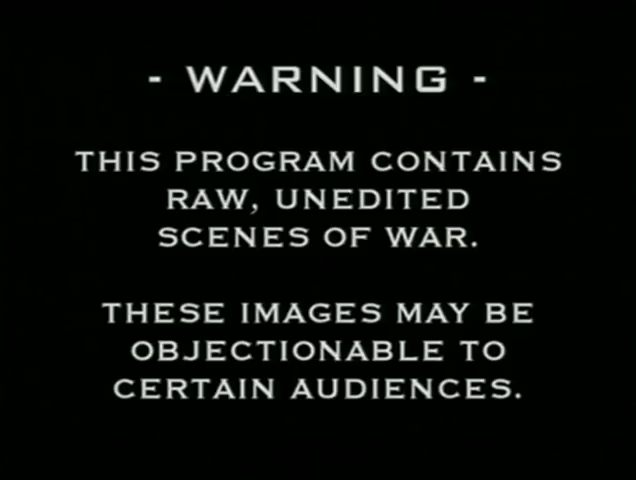 - WARNING -
THIS PROGRAM CONTAINS
RAW, UNEDITED
SCENES OF WAR.
THESE IMAGES MAY BE
OBJECTIONABLE TO
CERTAIN AUDIENCES.